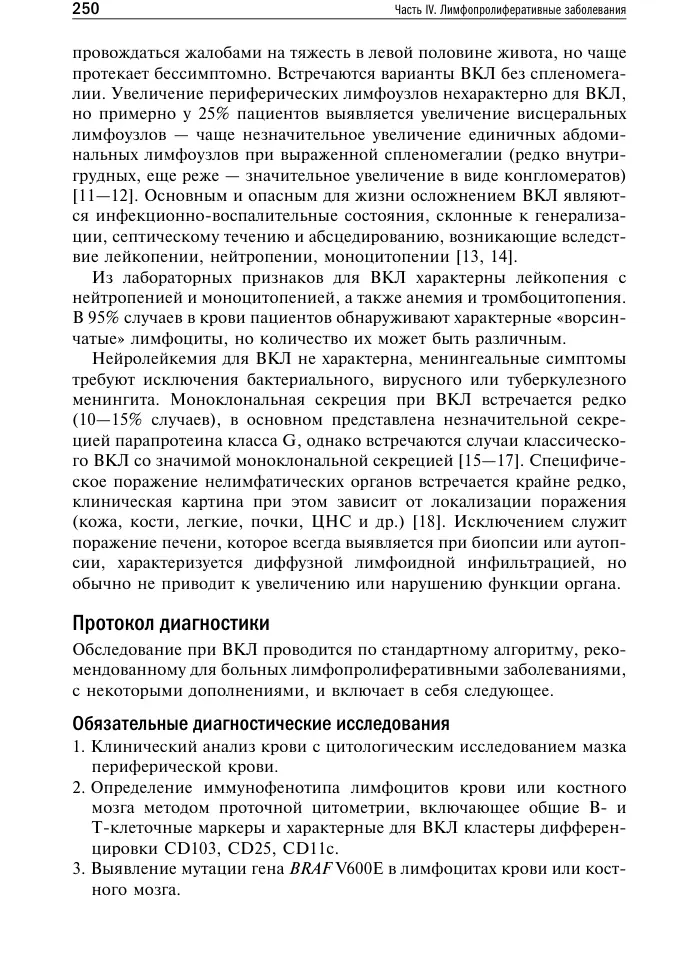 250
Часть IV. Лимфопролиферативные заболевания
провождаться жалобами на тяжесть в левой половине живота, но чаще
протекает бессимптомно. Встречаются варианты ВКЛ без спленомега-
лии. Увеличение периферических лимфоузлов нехарактерно для ВКЛ,
но примерно у 25% пациентов выявляется увеличение висцеральных
лимфоузлов — чаще незначительное увеличение единичных абдоми-
нальных лимфоузлов при выраженной спленомегалии (редко внутри-
грудных, еще реже — значительное увеличение в виде конгломератов)
[11—12]. Основным и опасным для жизни осложнением ВКЛ являют-
ся инфекционно-воспалительные состояния, склонные к генерализа-
ции, септическому течению и абсцедированию, возникающие вследст-
вие лейкопении, нейтропении, моноцитопении [13, 14].
Из лабораторных признаков для ВКЛ характерны лейкопения с
нейтропенией и моноцитопенией, а также анемия и тромбоцитопения.
В 95% случаев в крови пациентов обнаруживают характерные «ворсин-
чатые» лимфоциты, но количество их может быть различным.
Нейролейкемия для ВКЛ не характерна, менингеальные симптомы
требуют исключения бактериального, вирусного или туберкулезного
менингита. Моноклональная секреция при ВКЛ встречается редко
(10—15% случаев), в основном представлена незначительной секре-
цией парапротеина класса G, однако встречаются случаи классическо-
го ВКЛ со значимой моноклональной секрецией [15—17]. Специфиче-
ское поражение нелимфатических органов встречается крайне редко,
клиническая картина при этом зависит от локализации поражения
(кожа, кости, легкие, почки, ЦНС и др.) [18]. Исключением служит
поражение печени, которое всегда выявляется при биопсии или аутоп-
сии, характеризуется диффузной лимфоидной инфильтрацией, но
обычно не приводит к увеличению или нарушению функции органа.
Протокол диагностики
Обследование при ВКЛ проводится по стандартному алгоритму, реко-
мендованному для больных лимфопролиферативными заболеваниями,
с некоторыми дополнениями, и включает в себя следующее.
Обязательные диагностические исследования
1. Клинический анализ крови с цитологическим исследованием мазка
периферической крови.
2. Определение иммунофенотипа лимфоцитов крови или костного
мозга методом проточной цитометрии, включающее общие В- и
Т-клеточные маркеры и характерные для ВКЛ кластеры дифферен-
цировки CD103, CD25, CD11c.
3. Выявление мутации гена BRAF V600E в лимфоцитах крови или кост-
ного мозга.